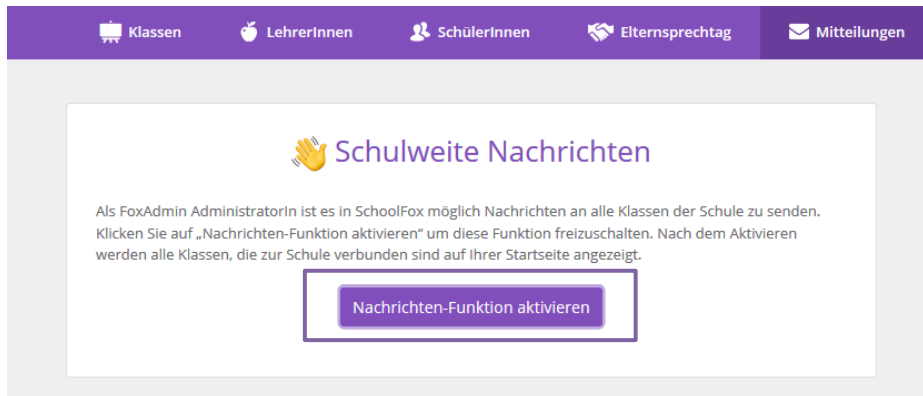 Klassen LehrerInnen SchülerInnen Elternsprechtag Mitteilungen
Schulweite Nachrichten
Als FoxAdmin AdministratorIn ist es in SchoolFox möglich Nachrichten an alle Klassen der Schule zu senden.
Klicken Sie auf „Nachrichten-Funktion aktivieren“ um diese Funktion freizuschalten. Nach dem Aktivieren
werden alle Klassen, die zur Schule verbunden sind auf Ihrer Startseite angezeigt.
Nachrichten-Funktion aktivieren